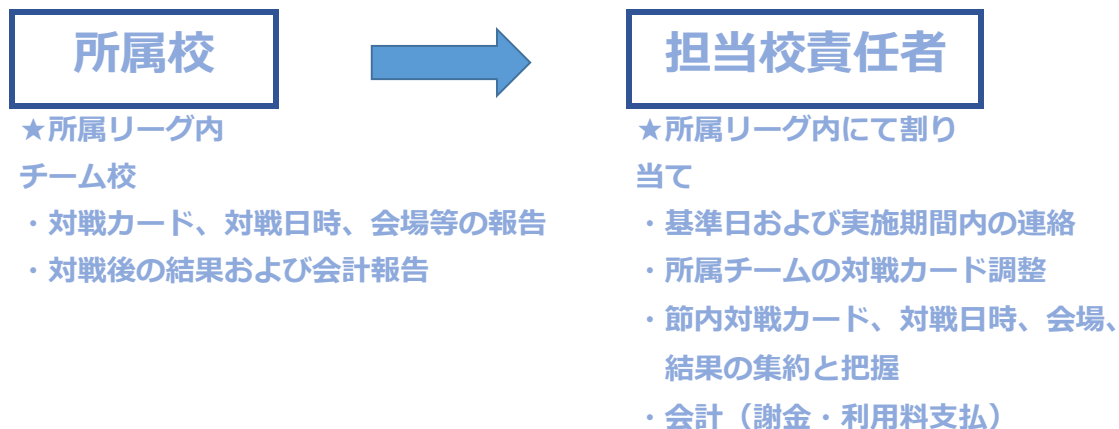 所属校
★所属リーグ内
チーム校
・対戦カード、対戦日時、会場等の報告
・対戦後の結果および会計報告
担当校責任者
★所属リーグ内にて割り
当て
・基準日および実施期間内の連絡
・所属チームの対戦カード調整
・節内対戦カード、対戦日時、会場、
結果の集約と把握
・会計（謝金・利用料支払）